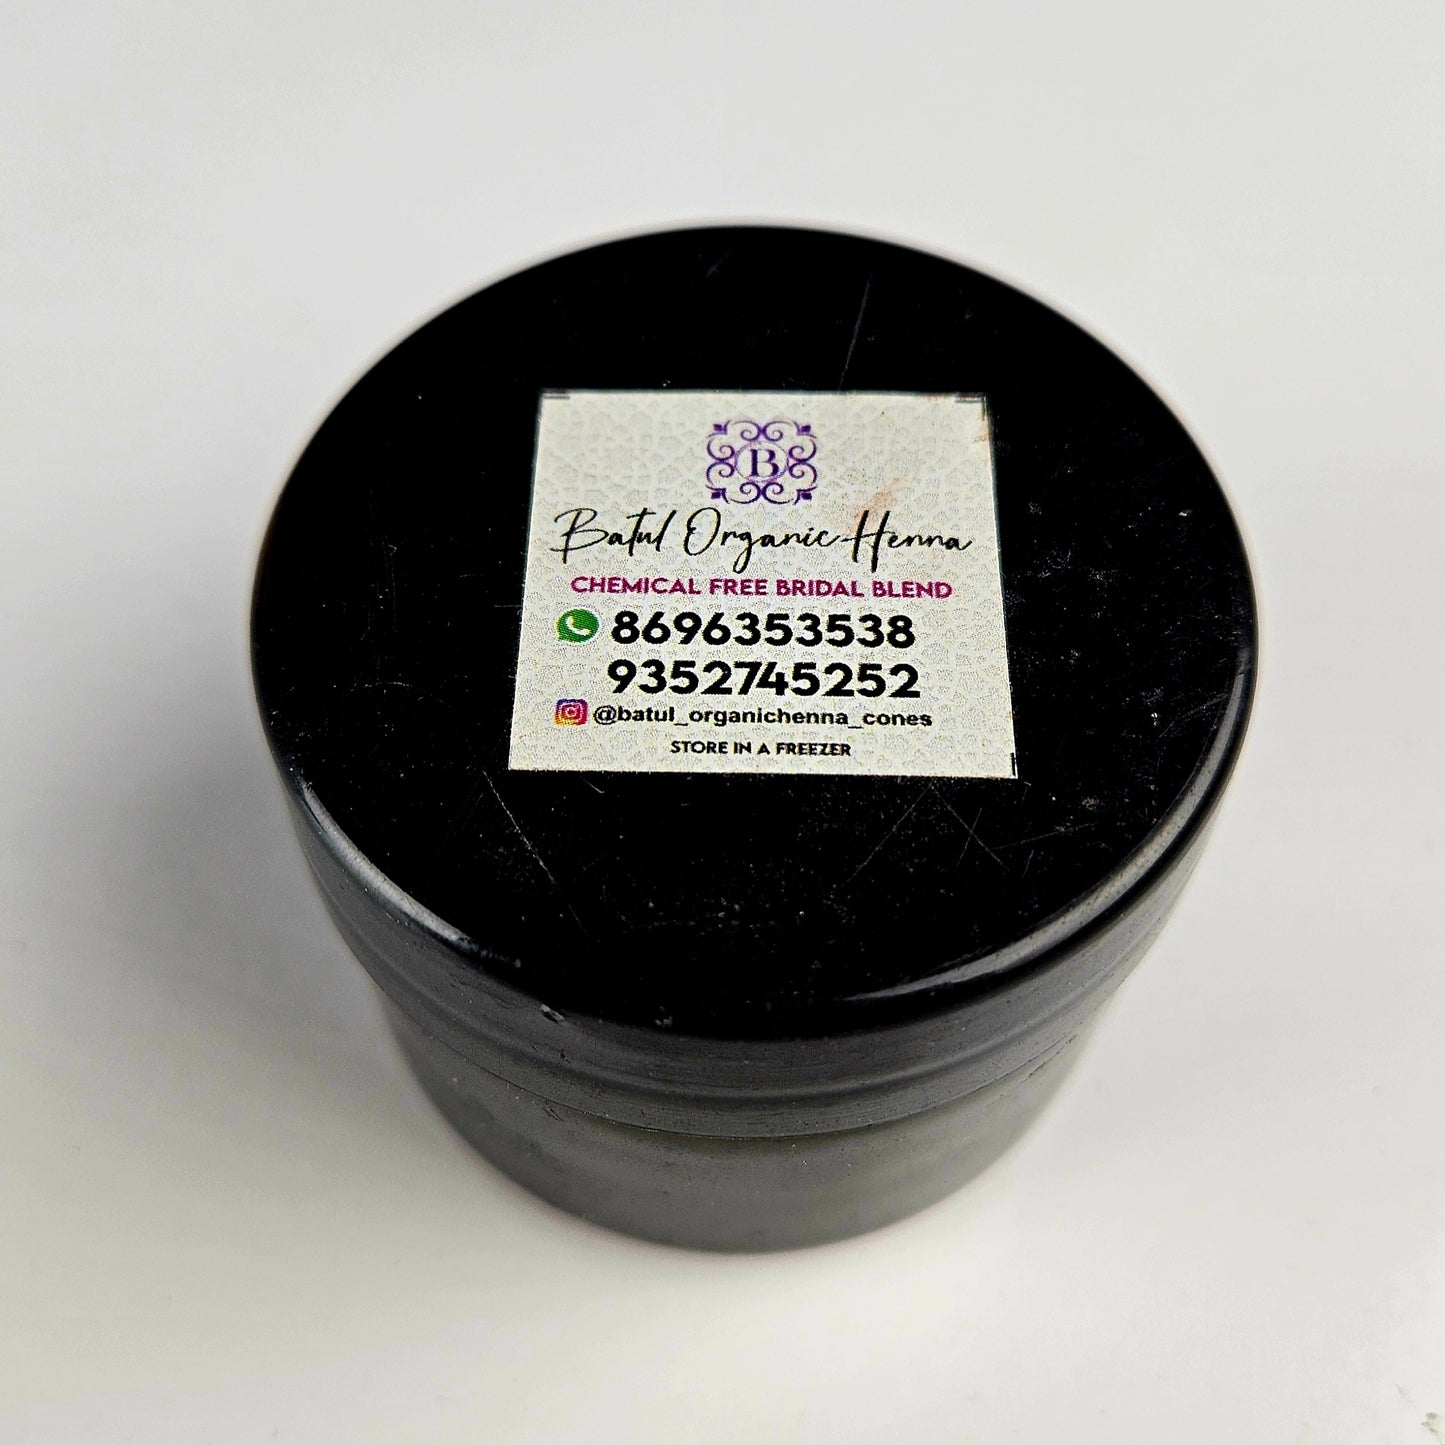 B
Batul Organic Henna
CHEMICAL FREE BRIDAL BLEND
8696353538
9352745252
@batul_organichenna_cones
STORE IN A FREEZER